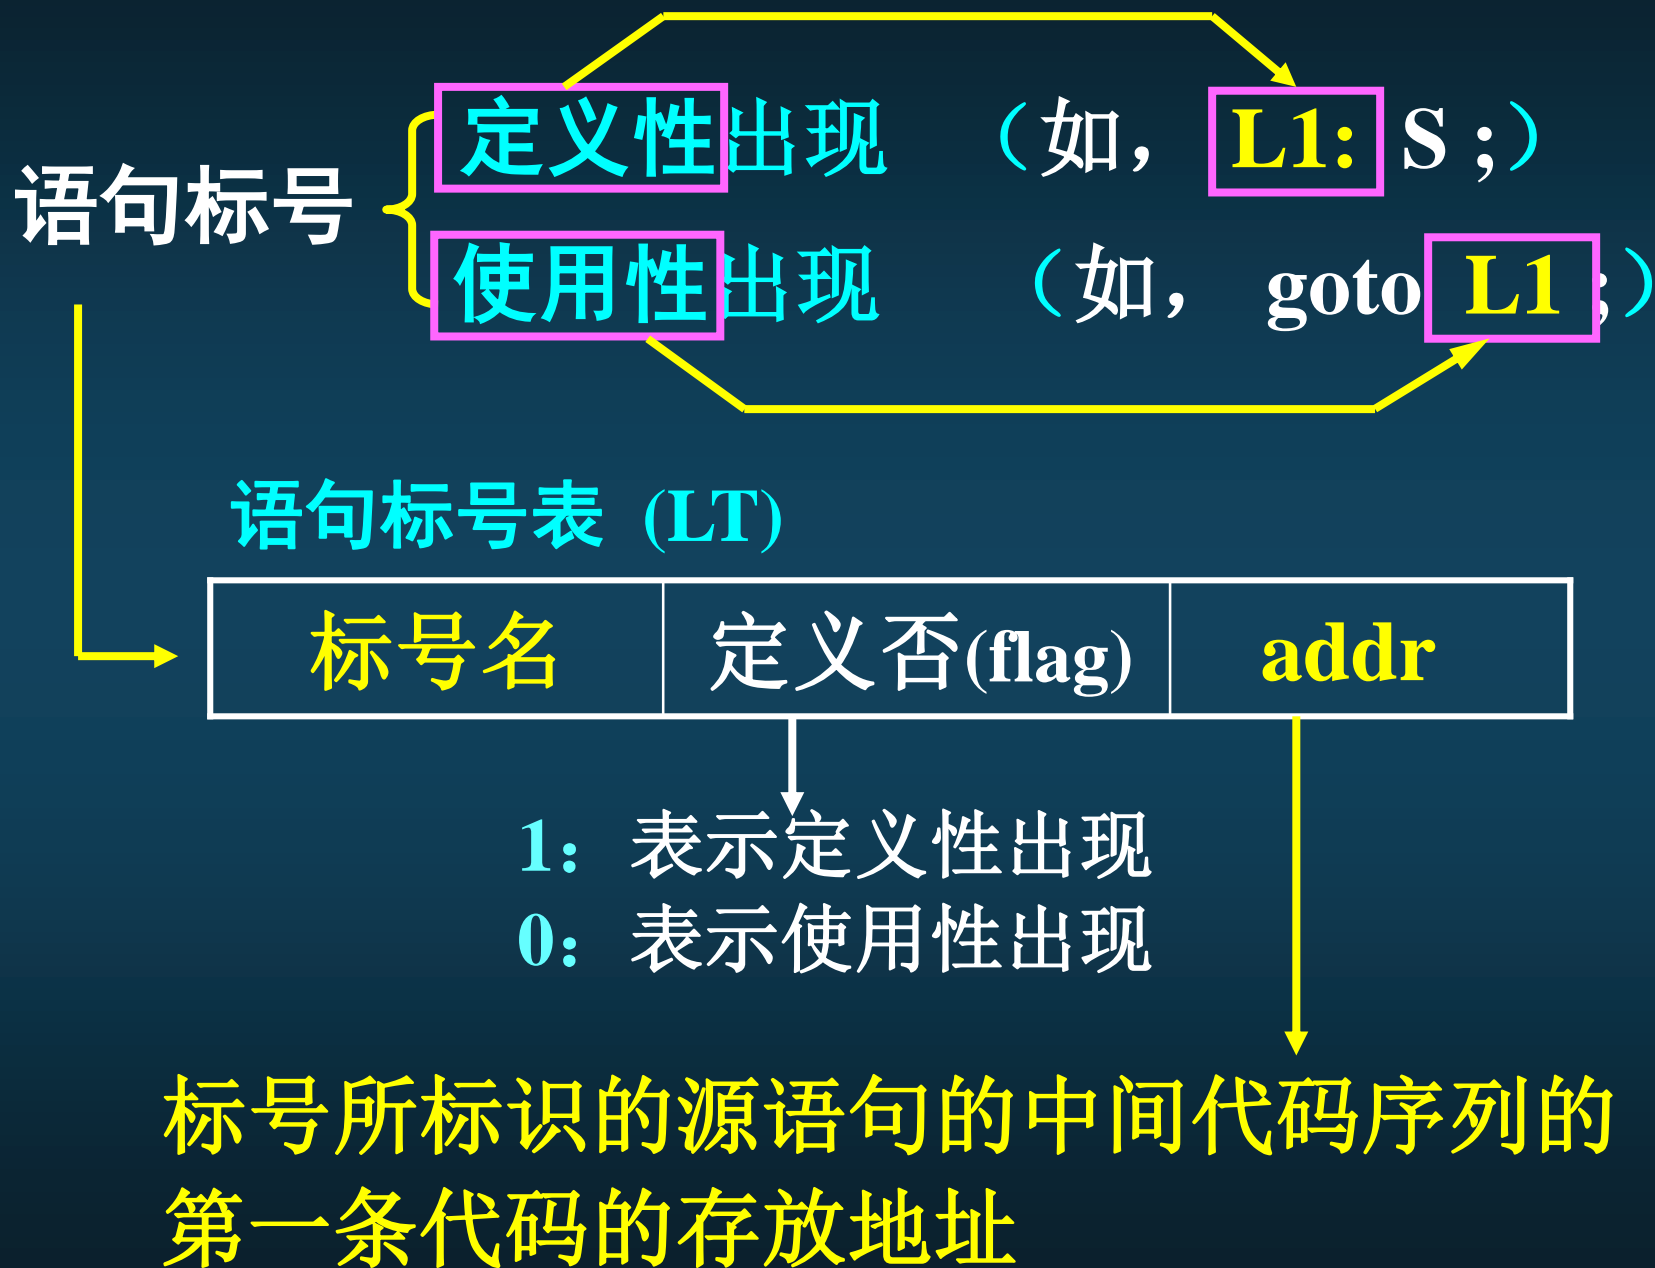 定义性出现 （如， L1: S ;）
语句标号
使用性出现 （如， goto L1 ;）
语句标号表 (LT)
标号名 定义否(flag) addr
1： 表示定义性出现
0： 表示使用性出现
标号所标识的源语句的中间代码序列的
第一条代码的存放地址